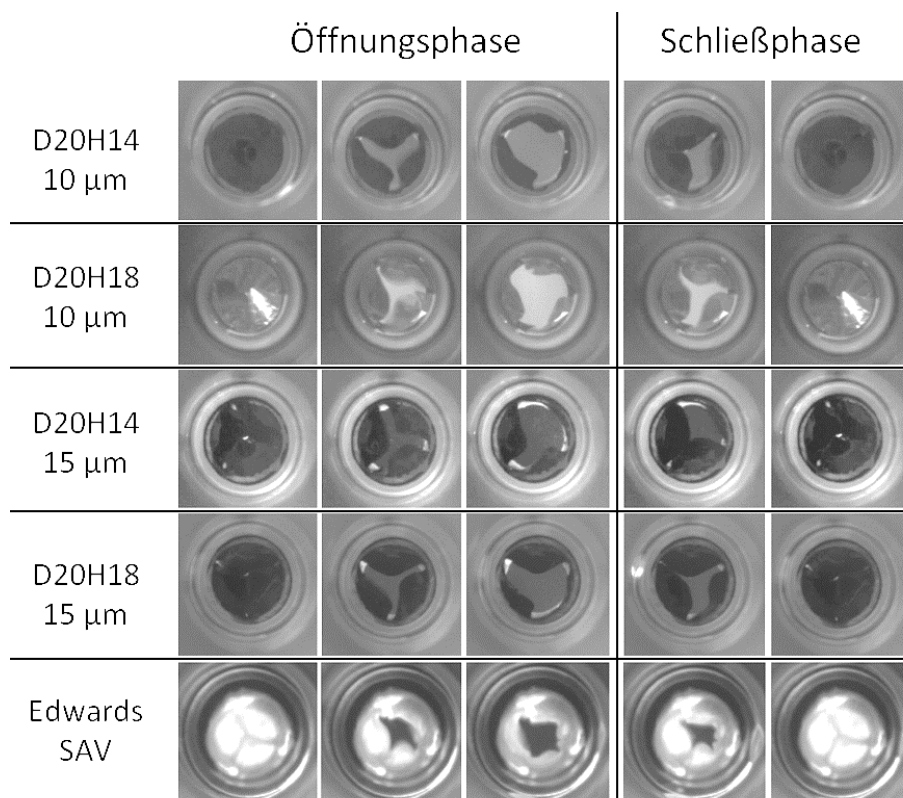 Öffnungsphase
Schließphase
D20H14
10 µm
D20H18
10 µm
D20H14
15 µm
D20H18
15 µm
Edwards
SAV